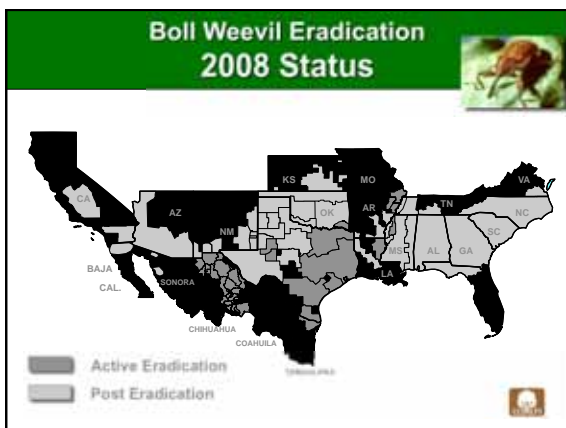 Boll Weevil Eradication
2008 Status
KS
MO
VA
CA
AZ
NM
OK
AR
TN
NC
SC
MS
AL
GA
LA
BAJA
CAL.
SONORA
CHIHUAHUA
COAHUILA
Active Eradication
Post Eradication